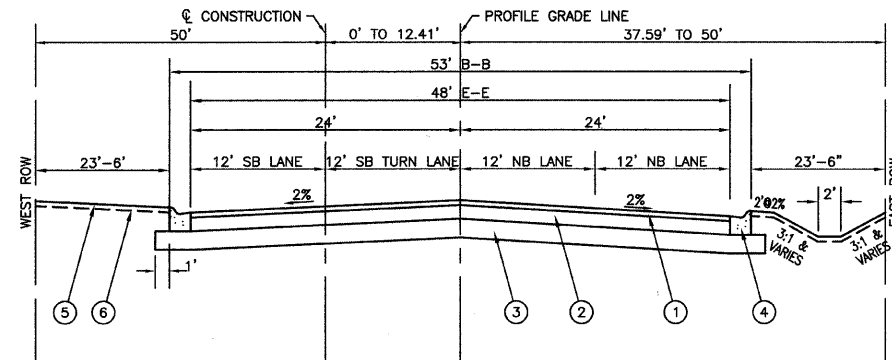 ℄ CONSTRUCTION
PROFILE GRADE LINE
50'
0' TO 12.41'
37.59' TO 50'
53' B-B
48' E-E
24'
24'
23'-6'
12' SB LANE
12' SB TURN LANE
12' NB LANE
12' NB LANE
23'-6"
WEST ROW
2%
2%
2'@2%
2'
3:1 &
VARIES
3:1 &
VARIES
EAST ROW
1'
5
6
3
2
1
4